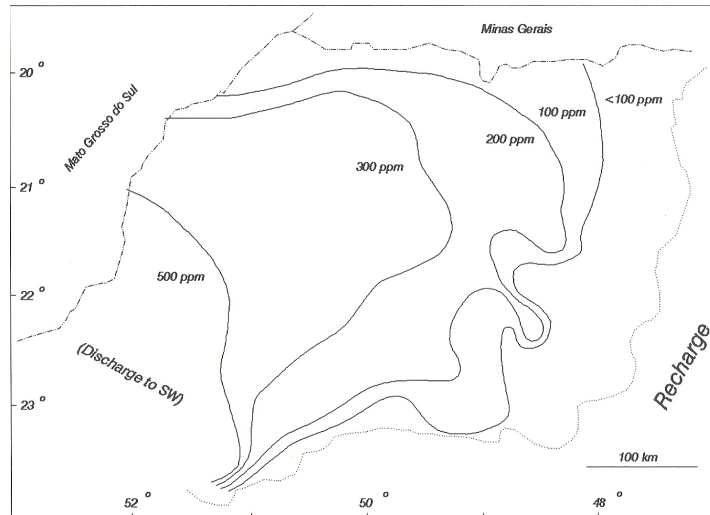 Minas Gerais
20°
Mato Grosso do Sul
100 ppm
<100 ppm
200 ppm
300 ppm
21°
500 ppm
22°
(Discharge to SW)
Recharge
23°
100 km
52° 50° 48°